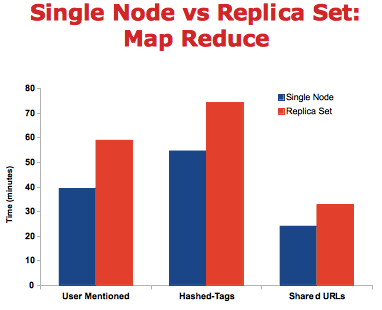 Single Node vs Replica Set:
Map Reduce
80
70
60
50
40
30
20
10
0
Time (minutes)
Single Node
Replica Set
User Mentioned
Hashed-Tags
Shared URLs